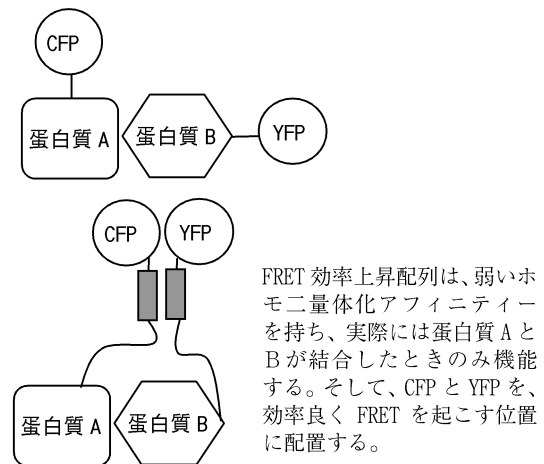 CFP
蛋白質 A
蛋白質 B
YFP
CFP
YFP
蛋白質 A
蛋白質 B
FRET 効率上昇配列は、弱いホ
モ二量体化アフィニティー
を持ち、実際には蛋白質 A と
Ｂが結合したときのみ機能
する。そして、CFP と YFP を、
効率良く FRET を起こす位置
に配置する。